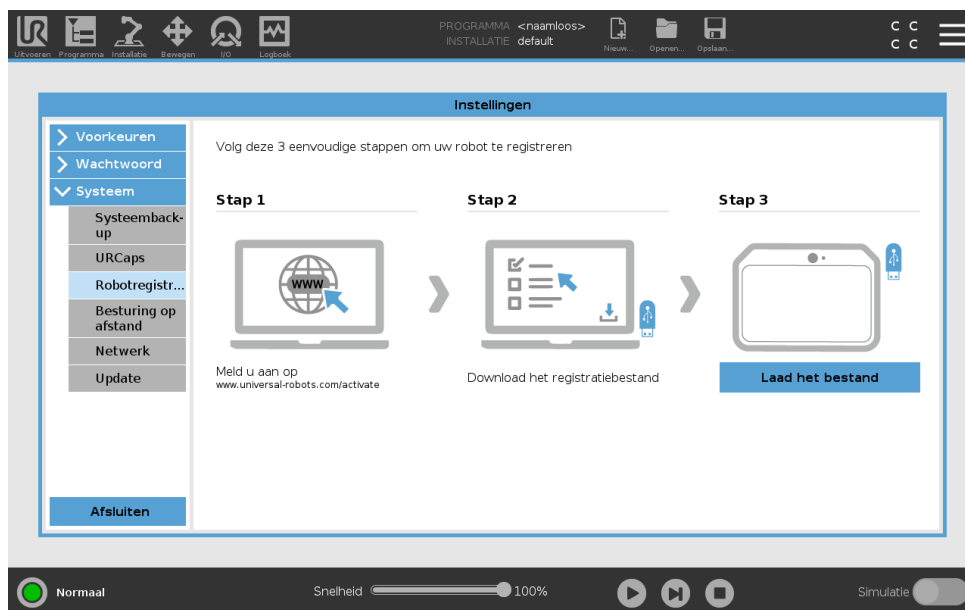 UR
Uitvoeren
Programma
Installatie
Bewegen
I/O
Logboek
PROGRAMMA <naamloos>
INSTALLATIE default
Nieuw...
Openen...
Opslaan...
C C
C C
Instellingen
Voorkeuren
Wachtwoord
Systeem
Systeemback-
up
URCaps
Robotregistr...
Besturing op
afstand
Netwerk
Update
Afsluiten
Volg deze 3 eenvoudige stappen om uw robot te registreren
Stap 1
www
Meld u aan op
www.universal-robots.com/activate
Stap 2
Download het registratiebestand
Stap 3
Laad het bestand
Normaal
Snelheid
100%
Simulatie